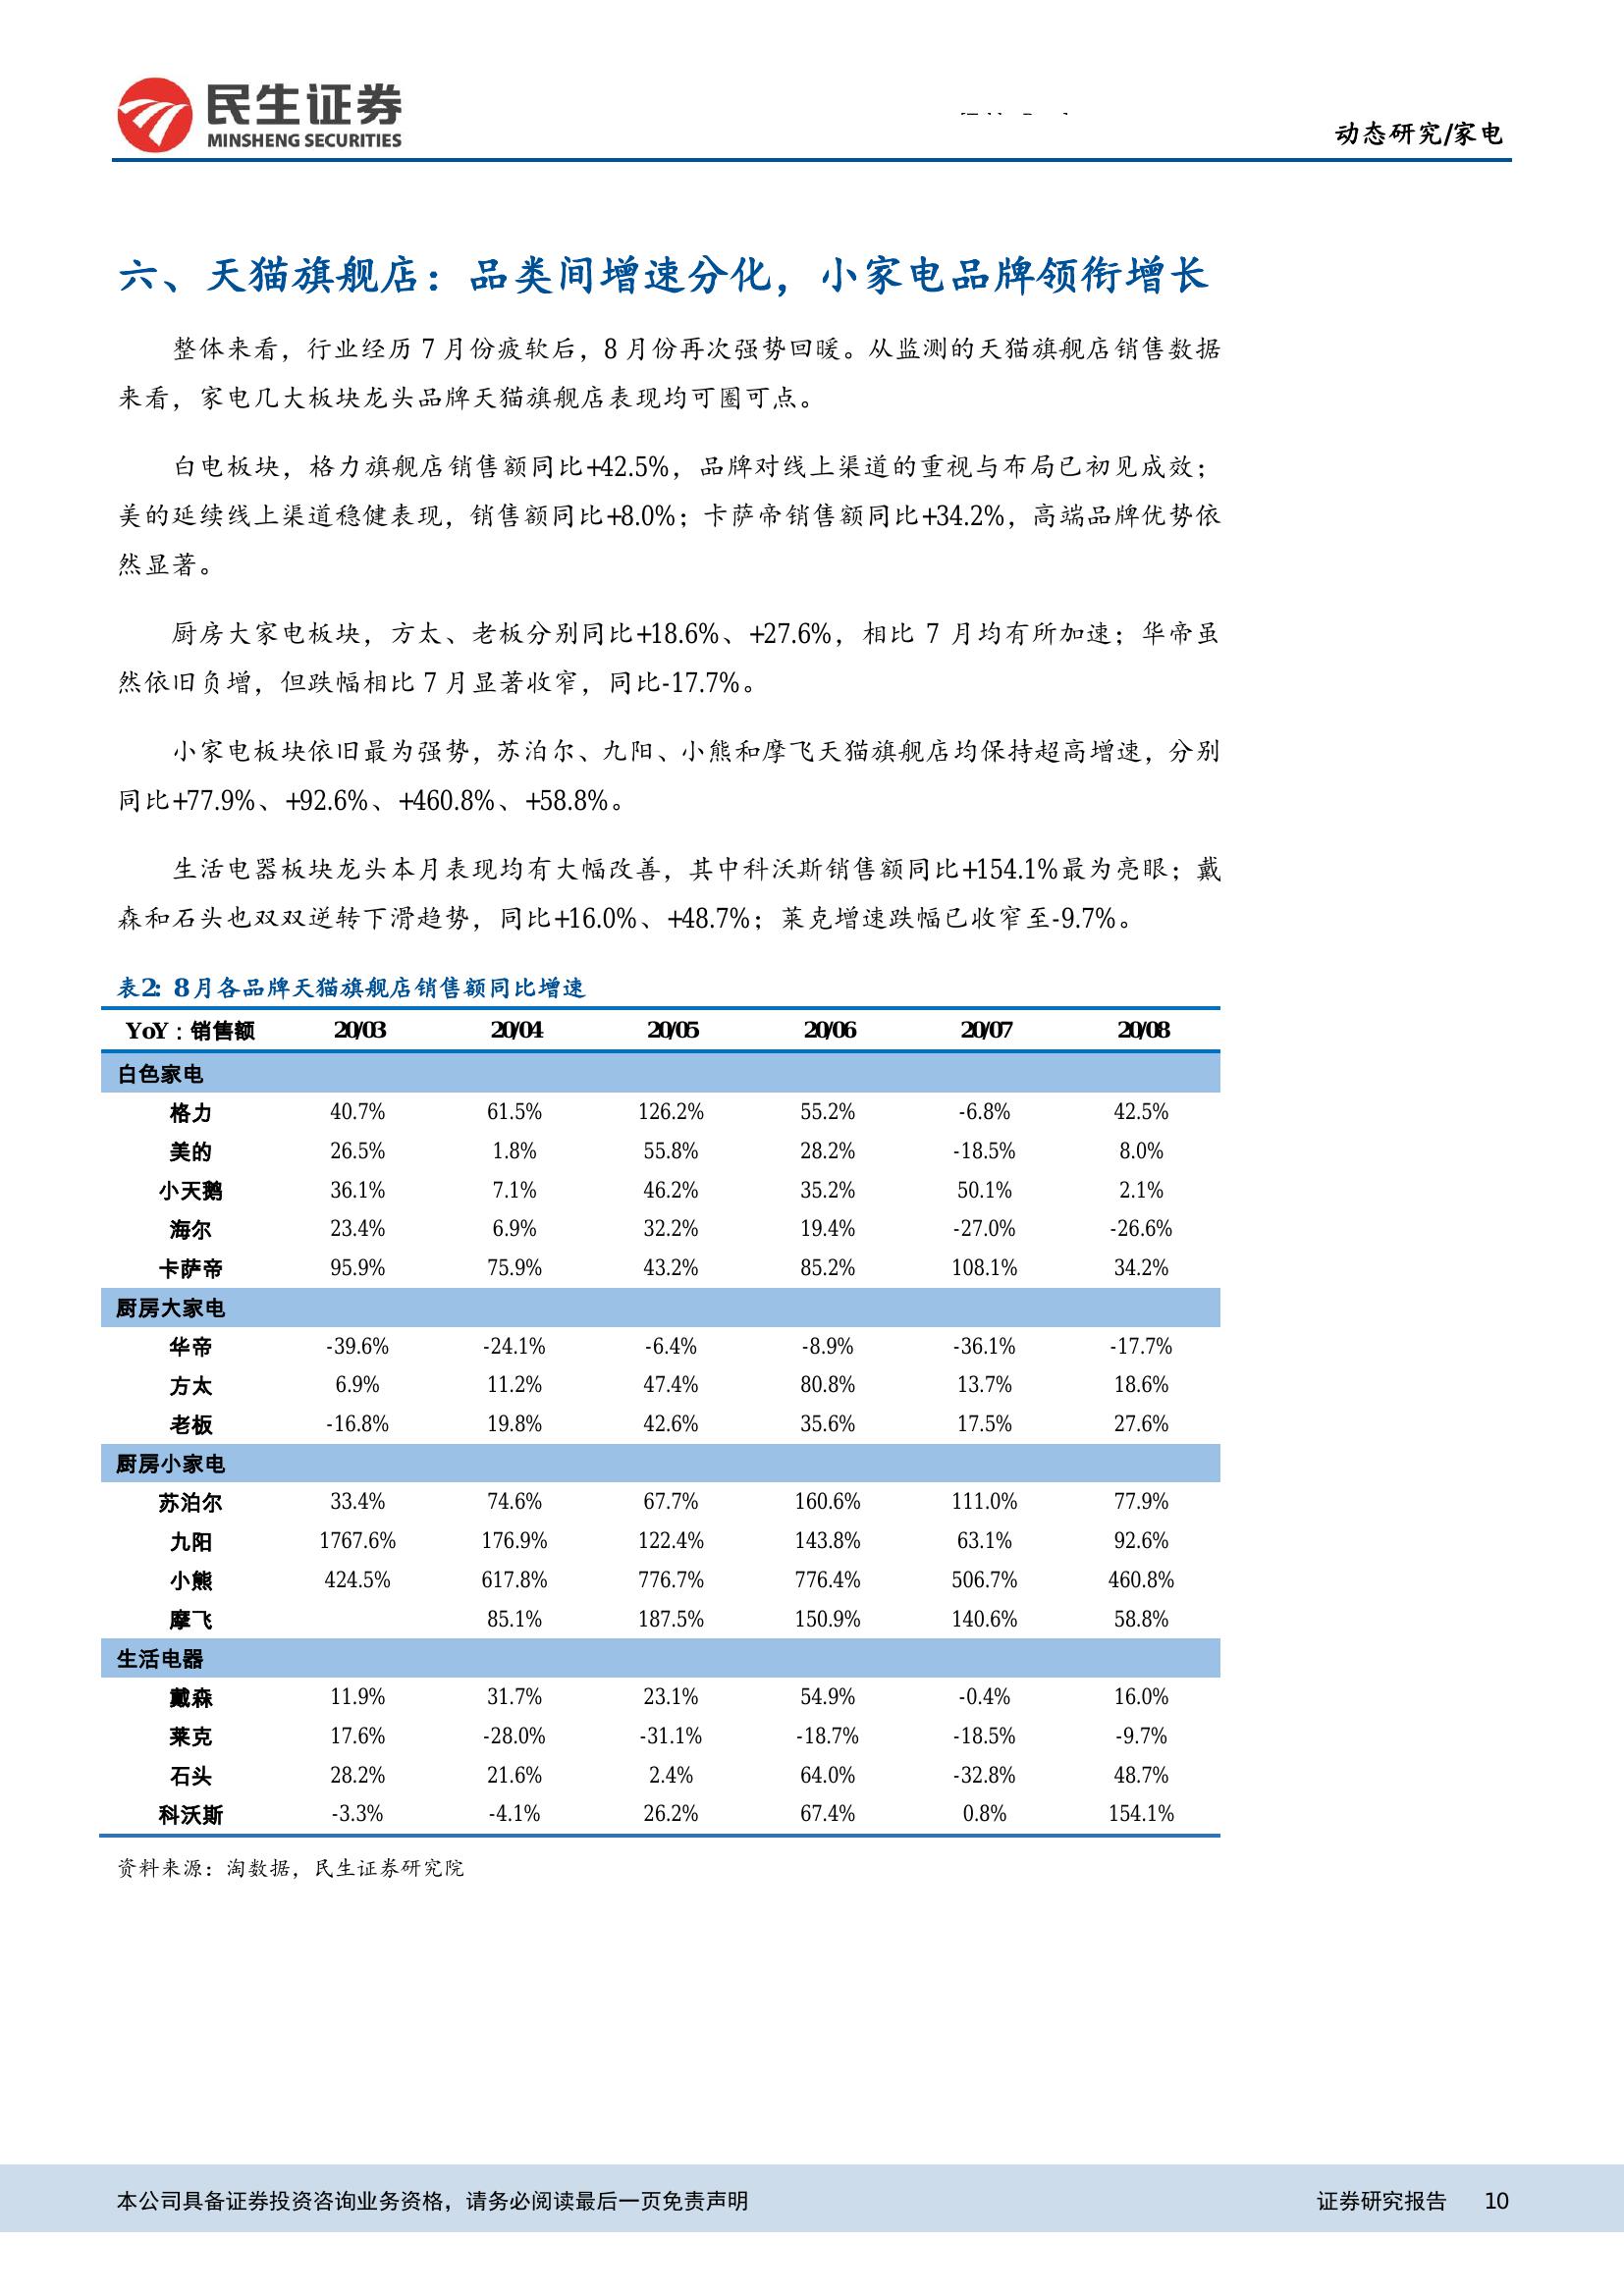 民生证券
MINSHENG SECURITIES
动态研究/家电
六、天猫旗舰店：品类间增速分化，小家电品牌领衔增长
整体来看，行业经历 7 月份疲软后，8 月份再次强势回暖。从监测的天猫旗舰店销售数据
来看，家电几大板块龙头品牌天猫旗舰店表现均可圈可点。
白电板块，格力旗舰店销售额同比+42.5%，品牌对线上渠道的重视与布局已初见成效；
美的延续线上渠道稳健表现，销售额同比+8.0%；卡萨帝销售额同比+34.2%，高端品牌优势依
然显著。
厨房大家电板块，方太、老板分别同比+18.6%、+27.6%，相比 7 月均有所加速；华帝虽
然依旧负增，但跌幅相比 7 月显著收窄，同比-17.7%。
小家电板块依旧最为强势，苏泊尔、九阳、小熊和摩飞天猫旗舰店均保持超高增速，分别
同比+77.9%、+92.6%、+460.8%、+58.8%。
生活电器板块龙头本月表现均有大幅改善，其中科沃斯销售额同比+154.1%最为亮眼；戴
森和石头也双双逆转下滑趋势，同比+16.0%、+48.7%；莱克增速跌幅已收窄至-9.7%。
表2: 8月各品牌天猫旗舰店销售额同比增速
YoY：销售额 20/03 20/04 20/05 20/06 20/07 20/08
白色家电
格力 40.7% 61.5% 126.2% 55.2% -6.8% 42.5%
美的 26.5% 1.8% 55.8% 28.2% -18.5% 8.0%
小天鹅 36.1% 7.1% 46.2% 35.2% 50.1% 2.1%
海尔 23.4% 6.9% 32.2% 19.4% -27.0% -26.6%
卡萨帝 95.9% 75.9% 43.2% 85.2% 108.1% 34.2%
厨房大家电
华帝 -39.6% -24.1% -6.4% -8.9% -36.1% -17.7%
方太 6.9% 11.2% 47.4% 80.8% 13.7% 18.6%
老板 -16.8% 19.8% 42.6% 35.6% 17.5% 27.6%
厨房小家电
苏泊尔 33.4% 74.6% 67.7% 160.6% 111.0% 77.9%
九阳 1767.6% 176.9% 122.4% 143.8% 63.1% 92.6%
小熊 424.5% 617.8% 776.7% 776.4% 506.7% 460.8%
摩飞 85.1% 187.5% 150.9% 140.6% 58.8%
生活电器
戴森 11.9% 31.7% 23.1% 54.9% -0.4% 16.0%
莱克 17.6% -28.0% -31.1% -18.7% -18.5% -9.7%
石头 28.2% 21.6% 2.4% 64.0% -32.8% 48.7%
科沃斯 -3.3% -4.1% 26.2% 67.4% 0.8% 154.1%
资料来源：淘数据，民生证券研究院
本公司具备证券投资咨询业务资格，请务必阅读最后一页免责声明
证券研究报告 10